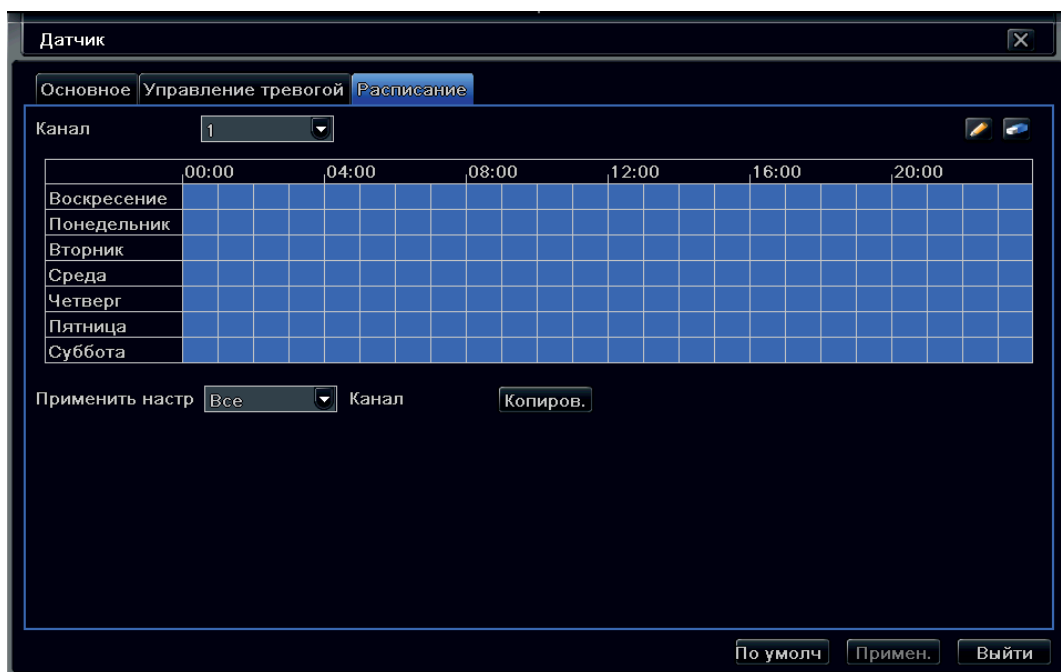 Датчик
Основное Управление тревогой Расписание
Канал 1
00:00 04:00 08:00 12:00 16:00 20:00
Воскресение
Понедельник
Вторник
Среда
Четверг
Пятница
Суббота
Применить настр Все Канал Копиров.
По умолч Примен. Выйти